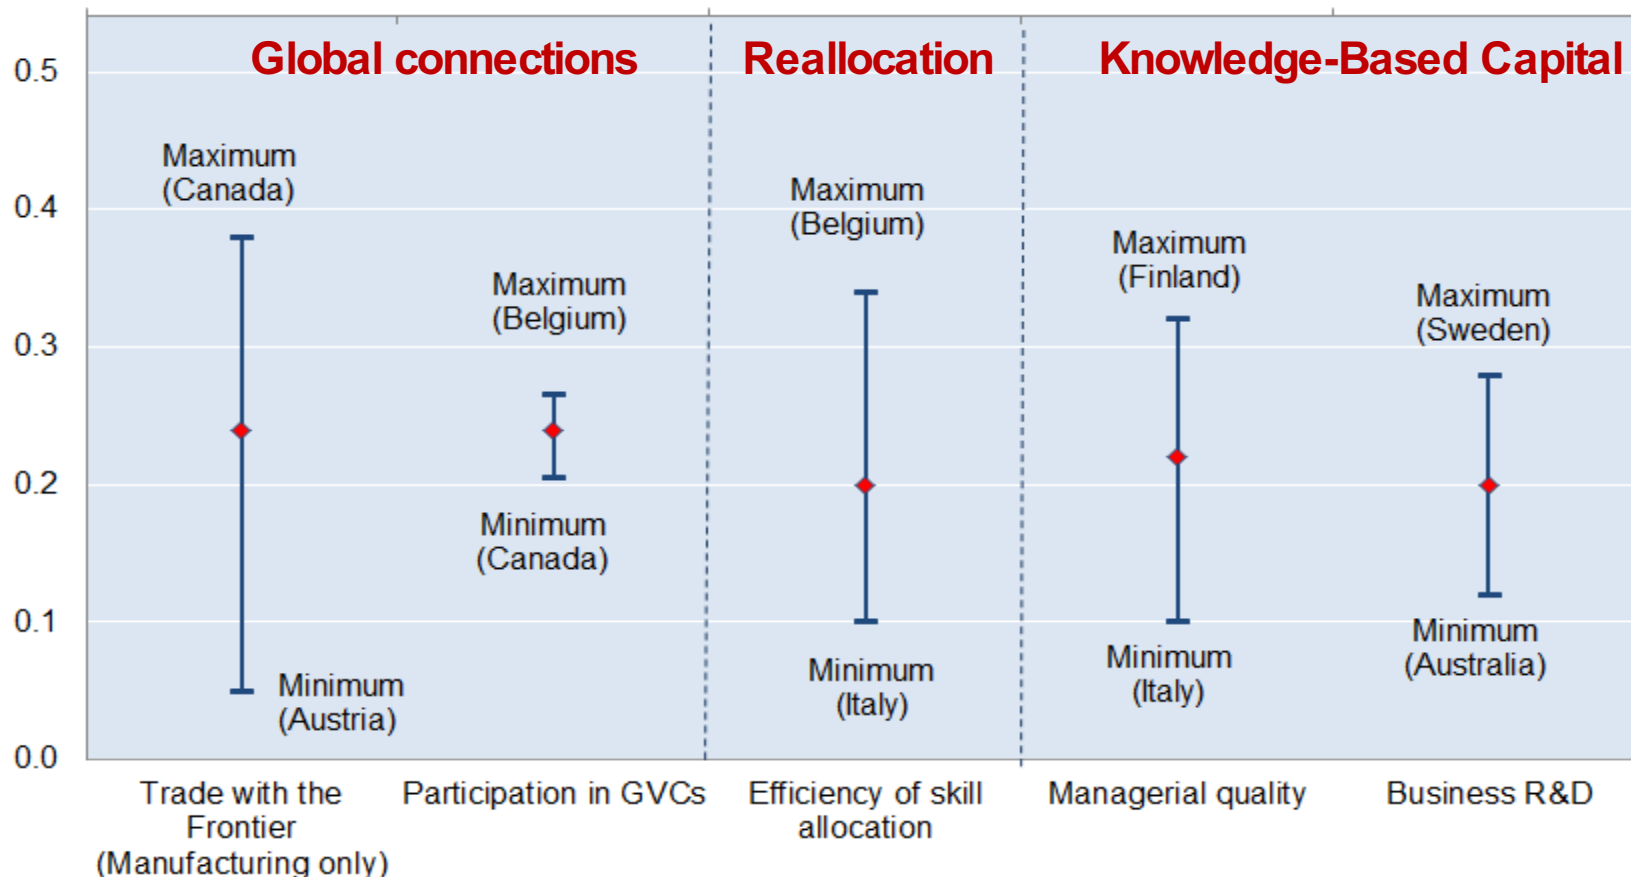 Global connections
Reallocation
Knowledge-Based Capital
0.5
0.4
0.3
0.2
0.1
0.0
Maximum
(Canada)
Minimum
(Austria)
Maximum
(Belgium)
Minimum
(Canada)
Maximum
(Belgium)
Minimum
(Italy)
Maximum
(Finland)
Minimum
(Italy)
Maximum
(Sweden)
Minimum
(Australia)
Trade with the
Frontier
(Manufacturing only)
Participation in GVCs
Efficiency of skill
allocation
Managerial quality
Business R&D